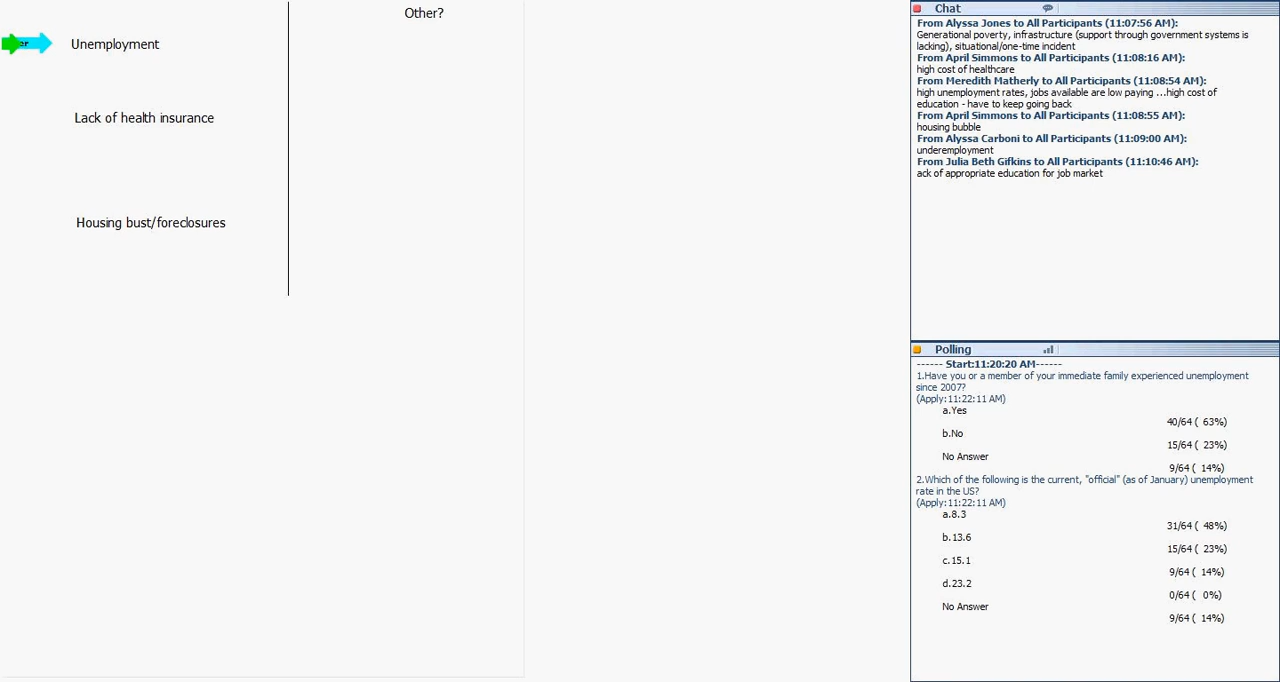 Other?
er
Unemployment
Lack of health insurance
Housing bust/foreclosures
Chat
From Alyssa Jones to All Participants (11:07:56 AM):
Generational poverty, infrastructure (support through government systems is
lacking), situational/one-time incident
From April Simmons to All Participants (11:08:16 AM):
high cost of healthcare
From Meredith Matherly to All Participants (11:08:54 AM):
high unemployment rates, jobs available are low paying ...high cost of
education - have to keep going back
From April Simmons to All Participants (11:08:55 AM):
housing bubble
From Alyssa Carboni to All Participants (11:09:00 AM):
underemployment
From Julia Beth Gifkins to All Participants (11:10:46 AM):
ack of appropriate education for job market
Polling
------ Start:11:20:20 AM------
1.Have you or a member of your immediate family experienced unemployment
since 2007?
(Apply:11:22:11 AM)
a.Yes
40/64 ( 63%)
b.No
15/64 ( 23%)
No Answer
9/64 ( 14%)
2.Which of the following is the current, "official" (as of January) unemployment
rate in the US?
(Apply:11:22:11 AM)
a.8.3
31/64 ( 48%)
b.13.6
15/64 ( 23%)
c.15.1
9/64 ( 14%)
d.23.2
0/64 ( 0%)
No Answer
9/64 ( 14%)